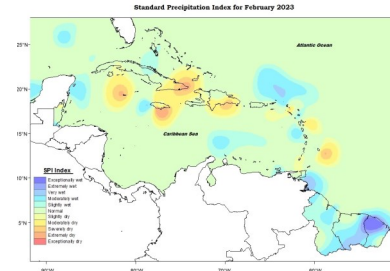 Standard Precipitation Index for February 2023
25°N
Atlantic Ocean
20°N
15°N
Caribbean Sea
SPI Index
Exceptionally wet
Extremely wet
Very wet
Moderately wet
Slightly wet
Normal
Slightly dry
Moderately dry
Severely dry
Extremely dry
Exceptionally dry
5°N